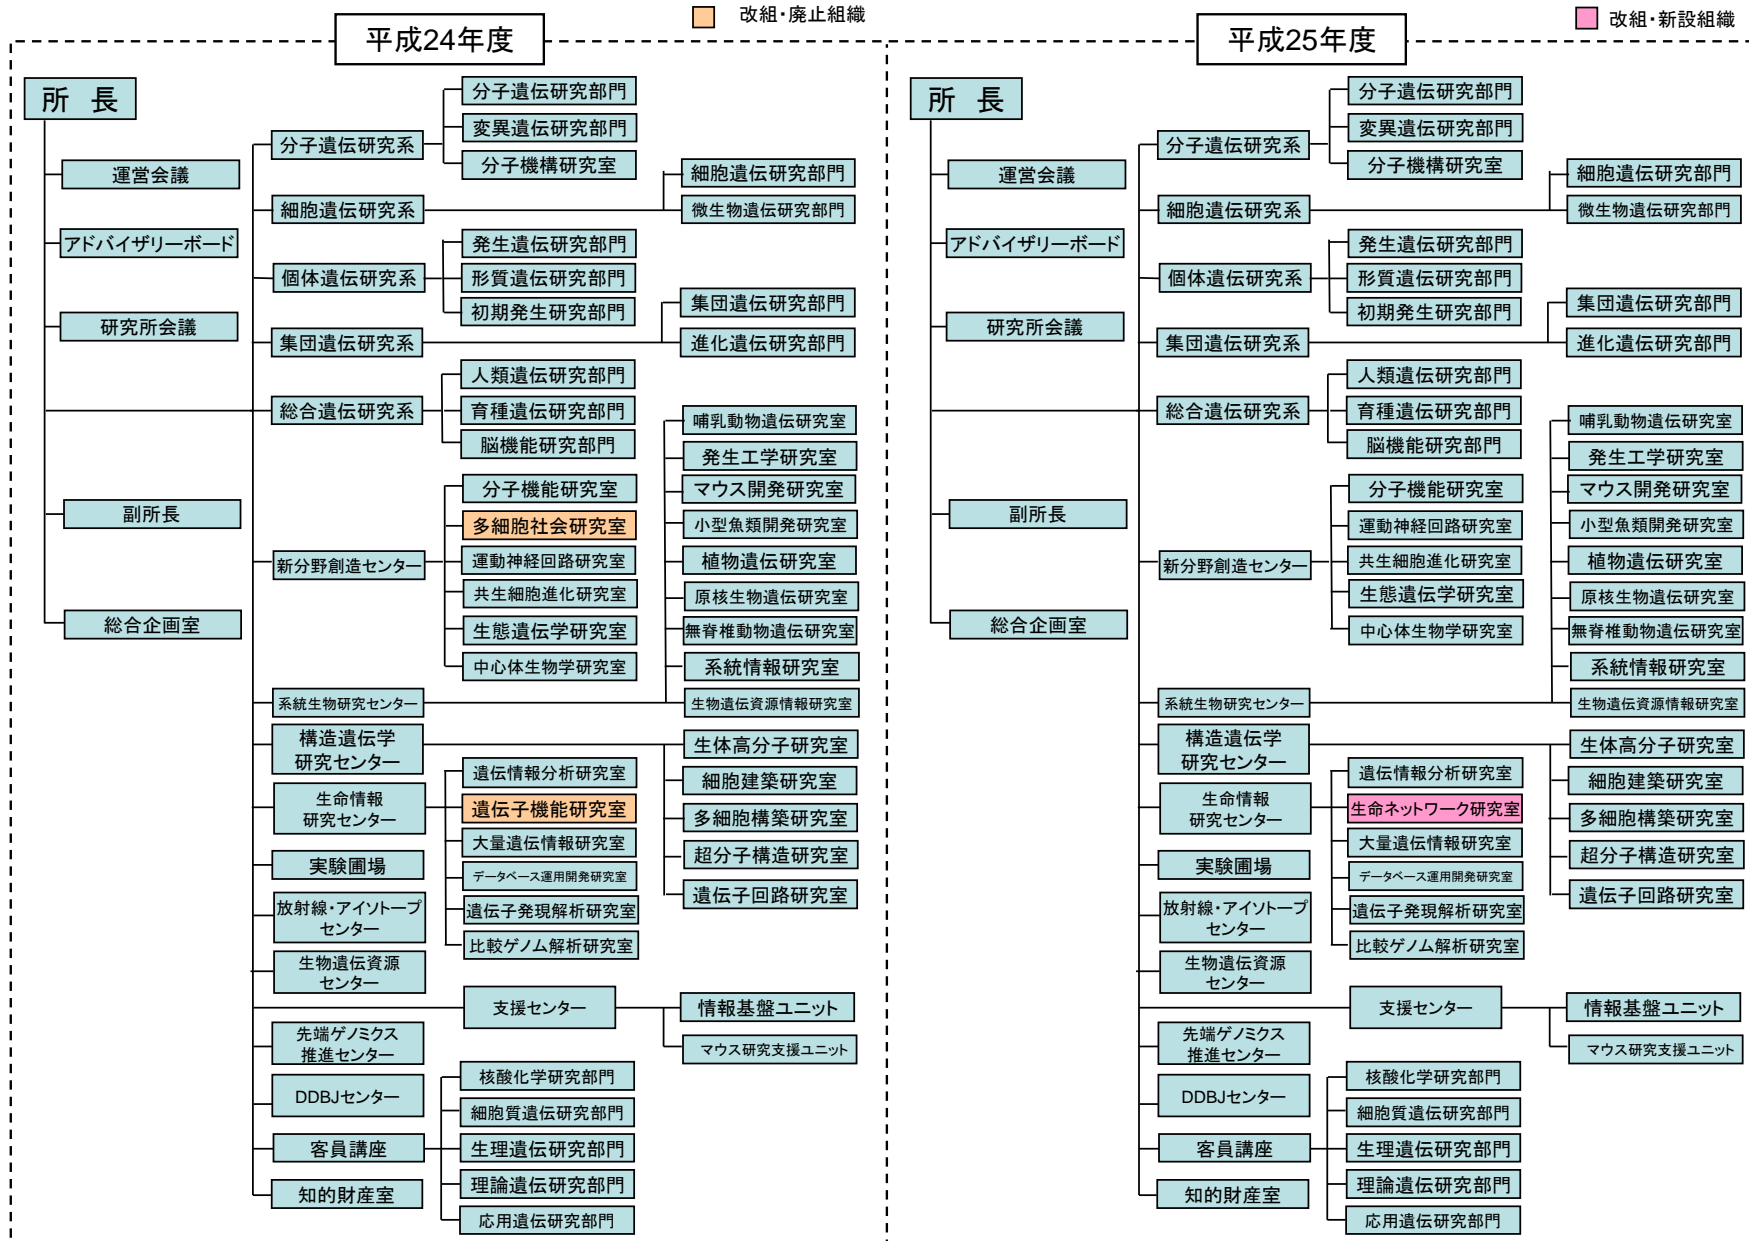 平成24年度
改組・廃止組織
所 長
運営会議
アドバイザリーボード
研究所会議
副所長
総合企画室
分子遺伝研究系
分子遺伝研究部門
変異遺伝研究部門
分子機構研究室
細胞遺伝研究系
細胞遺伝研究部門
微生物遺伝研究部門
個体遺伝研究系
発生遺伝研究部門
形質遺伝研究部門
初期発生研究部門
集団遺伝研究系
集団遺伝研究部門
進化遺伝研究部門
総合遺伝研究系
人類遺伝研究部門
育種遺伝研究部門
脳機能研究部門
新分野創造センター
分子機能研究室
多細胞社会研究室
運動神経回路研究室
共生細胞進化研究室
生態遺伝学研究室
中心体生物学研究室
系統生物研究センター
哺乳動物遺伝研究室
発生工学研究室
マウス開発研究室
小型魚類開発研究室
植物遺伝研究室
原核生物遺伝研究室
無脊椎動物遺伝研究室
系統情報研究室
生物遺伝資源情報研究室
構造遺伝学
研究センター
生体高分子研究室
細胞建築研究室
多細胞構築研究室
超分子構造研究室
遺伝子回路研究室
生命情報
研究センター
遺伝情報分析研究室
遺伝子機能研究室
大量遺伝情報研究室
データベース運用開発研究室
遺伝子発現解析研究室
比較ゲノム解析研究室
実験圃場
放射線・アイソトープ
センター
生物遺伝資源
センター
支援センター
情報基盤ユニット
マウス研究支援ユニット
先端ゲノミクス
推進センター
DDBJセンター
客員講座
核酸化学研究部門
細胞質遺伝研究部門
生理遺伝研究部門
理論遺伝研究部門
応用遺伝研究部門
知的財産室
平成25年度
改組・新設組織
所 長
運営会議
アドバイザリーボード
研究所会議
副所長
総合企画室
分子遺伝研究系
分子遺伝研究部門
変異遺伝研究部門
分子機構研究室
細胞遺伝研究系
細胞遺伝研究部門
微生物遺伝研究部門
個体遺伝研究系
発生遺伝研究部門
形質遺伝研究部門
初期発生研究部門
集団遺伝研究系
集団遺伝研究部門
進化遺伝研究部門
総合遺伝研究系
人類遺伝研究部門
育種遺伝研究部門
脳機能研究部門
新分野創造センター
分子機能研究室
運動神経回路研究室
共生細胞進化研究室
生態遺伝学研究室
中心体生物学研究室
系統生物研究センター
哺乳動物遺伝研究室
発生工学研究室
マウス開発研究室
小型魚類開発研究室
植物遺伝研究室
原核生物遺伝研究室
無脊椎動物遺伝研究室
系統情報研究室
生物遺伝資源情報研究室
構造遺伝学
研究センター
生体高分子研究室
細胞建築研究室
多細胞構築研究室
超分子構造研究室
遺伝子回路研究室
生命情報
研究センター
遺伝情報分析研究室
生命ネットワーク研究室
大量遺伝情報研究室
データベース運用開発研究室
遺伝子発現解析研究室
比較ゲノム解析研究室
実験圃場
放射線・アイソトープ
センター
生物遺伝資源
センター
支援センター
情報基盤ユニット
マウス研究支援ユニット
先端ゲノミクス
推進センター
DDBJセンター
客員講座
核酸化学研究部門
細胞質遺伝研究部門
生理遺伝研究部門
理論遺伝研究部門
応用遺伝研究部門
知的財産室